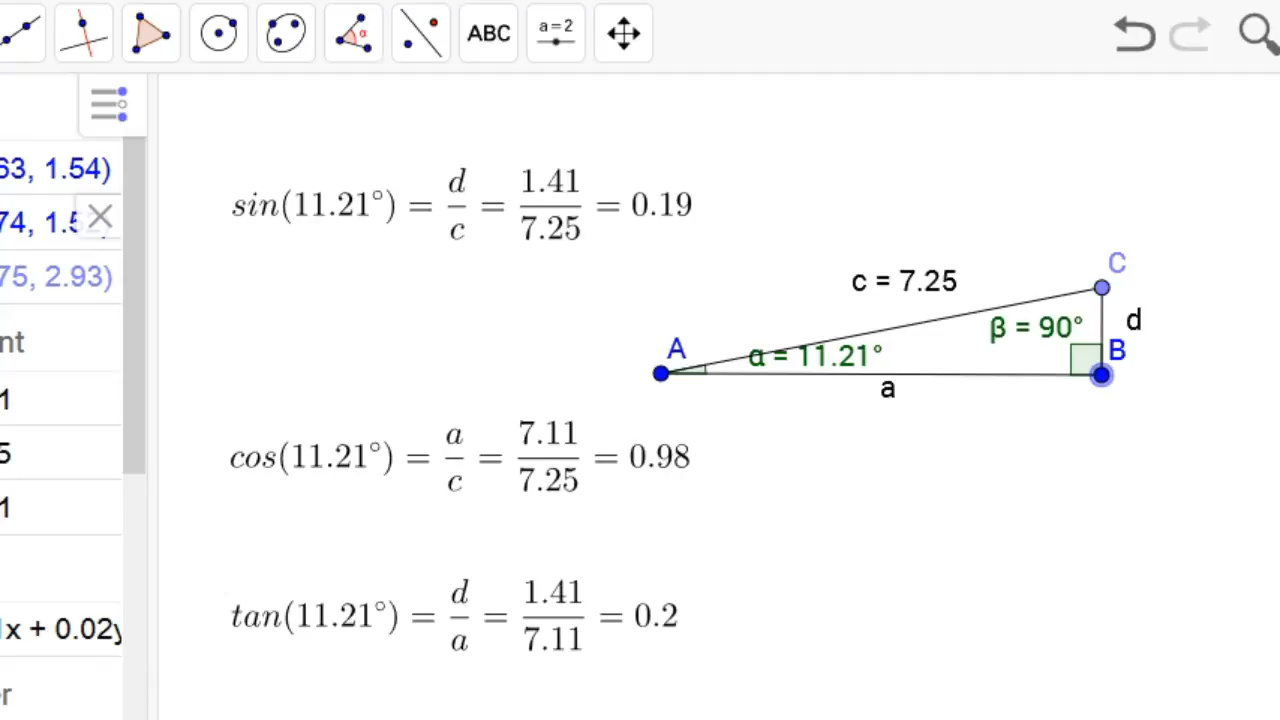 ABC
a=2
63, 1.54)
74, 1.5
75, 2.93)
nt
1
5
1
x + 0.02y
r
sin(11.21°) = d/c = 1.41/7.25 = 0.19
c = 7.25
C
β = 90°
d
A
α = 11.21°
B
a
cos(11.21°) = a/c = 7.11/7.25 = 0.98
tan(11.21°) = d/a = 1.41/7.11 = 0.2